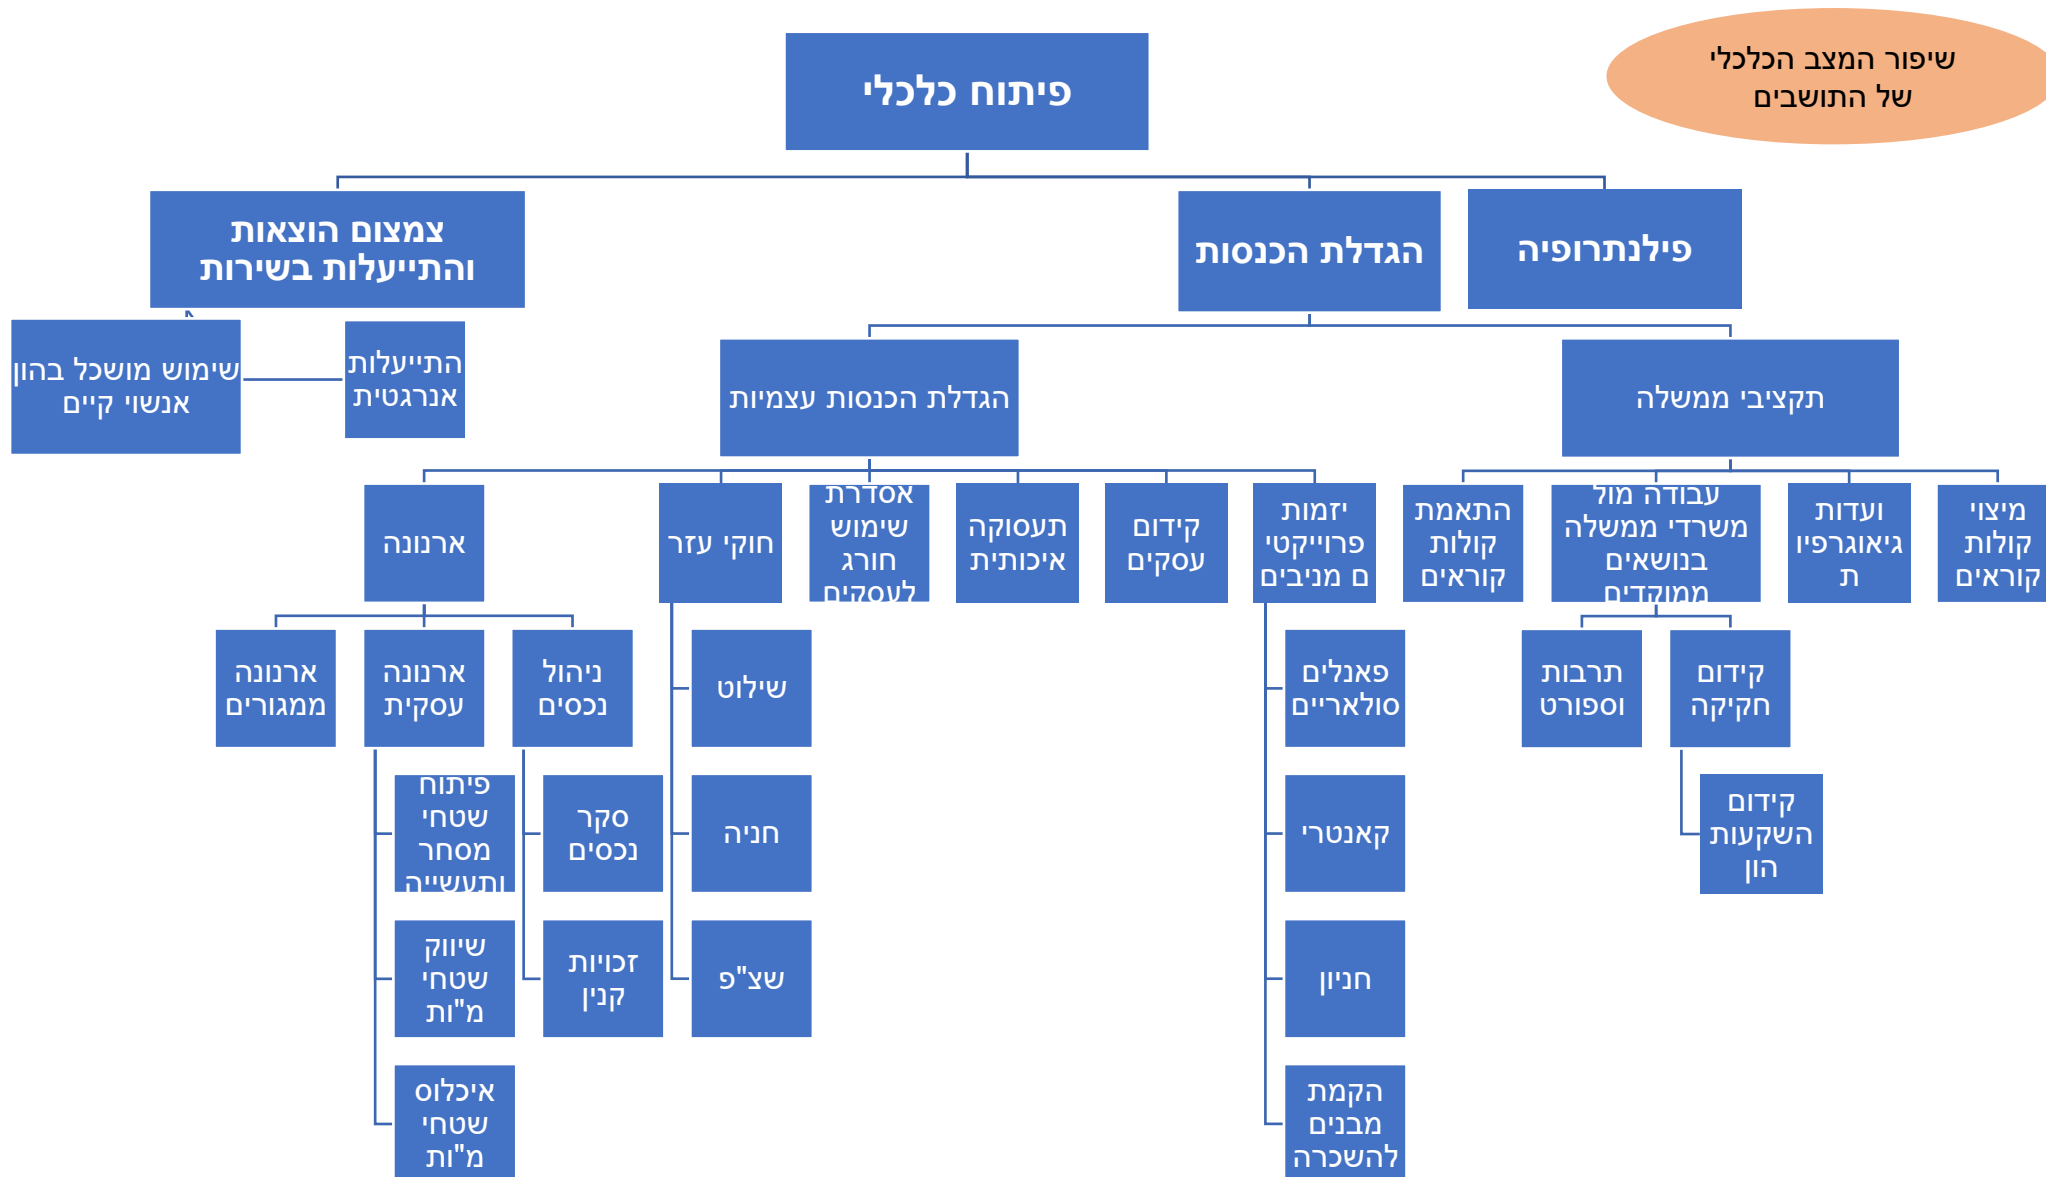 שיפור המצב הכלכלי
של התושבים
פיתוח כלכלי
פילנתרופיה
הגדלת הכנסות
צמצום הוצאות
והתייעלות בשירות
תקציבי ממשלה
הגדלת הכנסות עצמיות
התייעלות
אנרגטית
שימוש מושכל בהון
אנשוי קיים
מיצוי
קולות
קוראים
ועדות
גיאוגרפיו
ת
עבודה מול
משרדי ממשלה
בנושאים
ממוקדים
התאמת
קולות
קוראים
יזמות
פרוייקטי
ם מניבים
קידום
עסקים
תעסוקה
איכותית
אסדרת
שימוש
חורג
לעסקים
חוקי עזר
ארנונה
קידום
חקיקה
תרבות
וספורט
קידום
השקעות
הון
פאנלים
סולאריים
קאנטרי
חניון
הקמת
מבנים
להשכרה
שילוט
חניה
שצ"פ
ניהול
נכסים
ארנונה
עסקית
ארנונה
ממגורים
סקר
נכסים
זכויות
קנין
פיתוח
שטחי
מסחר
ותעשייה
שיווק
שטחי
מ"ות
איכלוס
שטחי
מ"ות